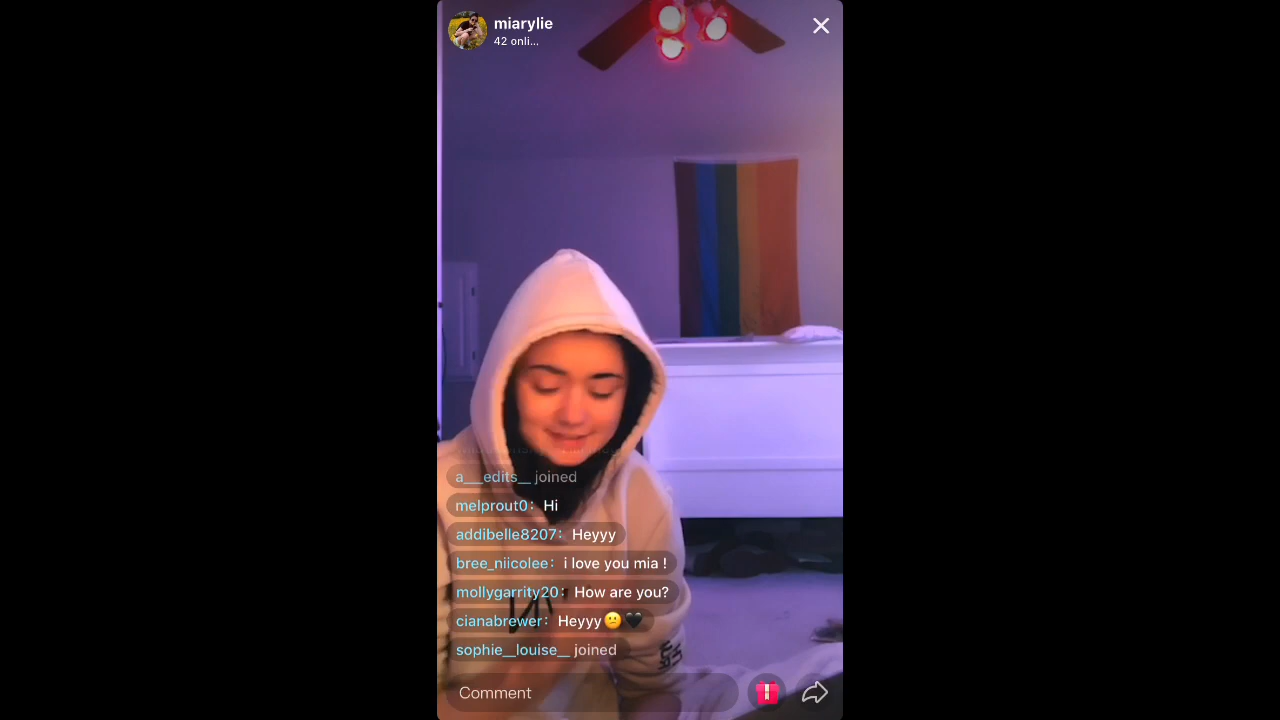 miarylie
42 onli...
a___edits__ joined
melprout0: Hi
addibelle8207: Heyyy
bree_niicolee: i love you mia !
mollygarrity20: How are you?
cianabrewer: Heyyy😕🖤
sophie__louise__ joined
Comment